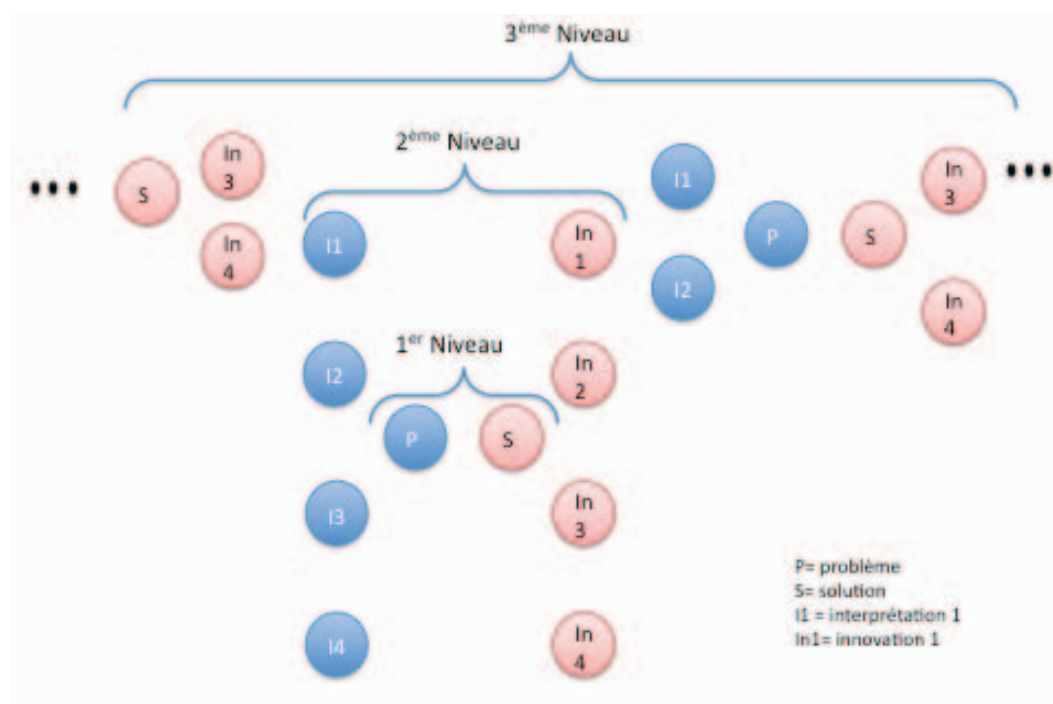 3ème Niveau
2ème Niveau
...
S
In
3
In
4
I1
In
1
I1
I2
P
S
In
3
In
4
...
1er Niveau
I2
In
2
P
S
I3
In
3
I4
In
4
P= problème
S= solution
I1 = interprétation 1
In1= innovation 1